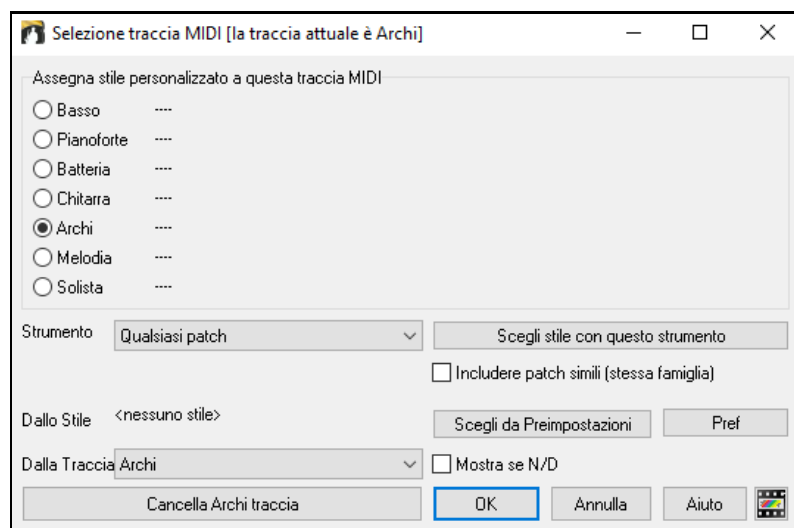 Selezione traccia MIDI [la traccia attuale è Archi]
Assegna stile personalizzato a questa traccia MIDI
Basso ----
Pianoforte ----
Batteria ----
Chitarra ----
Archi ----
Melodia ----
Solista ----
Strumento Qualsiasi patch Scegli stile con questo strumento
Includere patch simili (stessa famiglia)
Dallo Stile <nessuno stile> Scegli da Preimpostazioni Pref
Dalla Traccia Archi Mostra se N/D
Cancella Archi traccia OK Annulla Aiuto